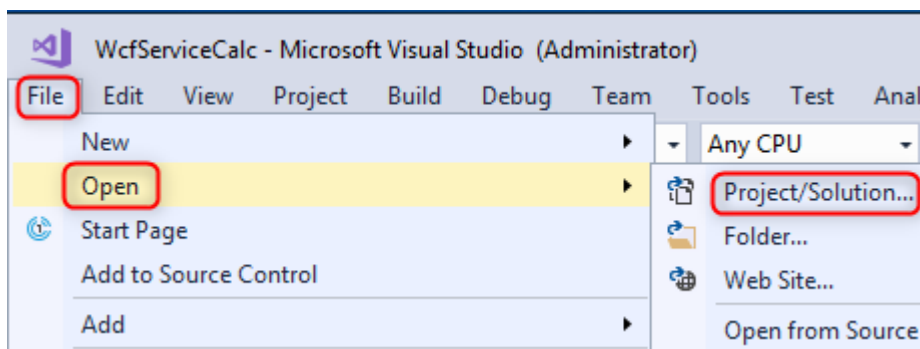 WcfServiceCalc - Microsoft Visual Studio (Administrator)
File Edit View Project Build Debug Team Tools Test Anal
New
Any CPU
Open
Project/Solution...
Start Page
Folder...
Add to Source Control
Web Site...
Add
Open from Source